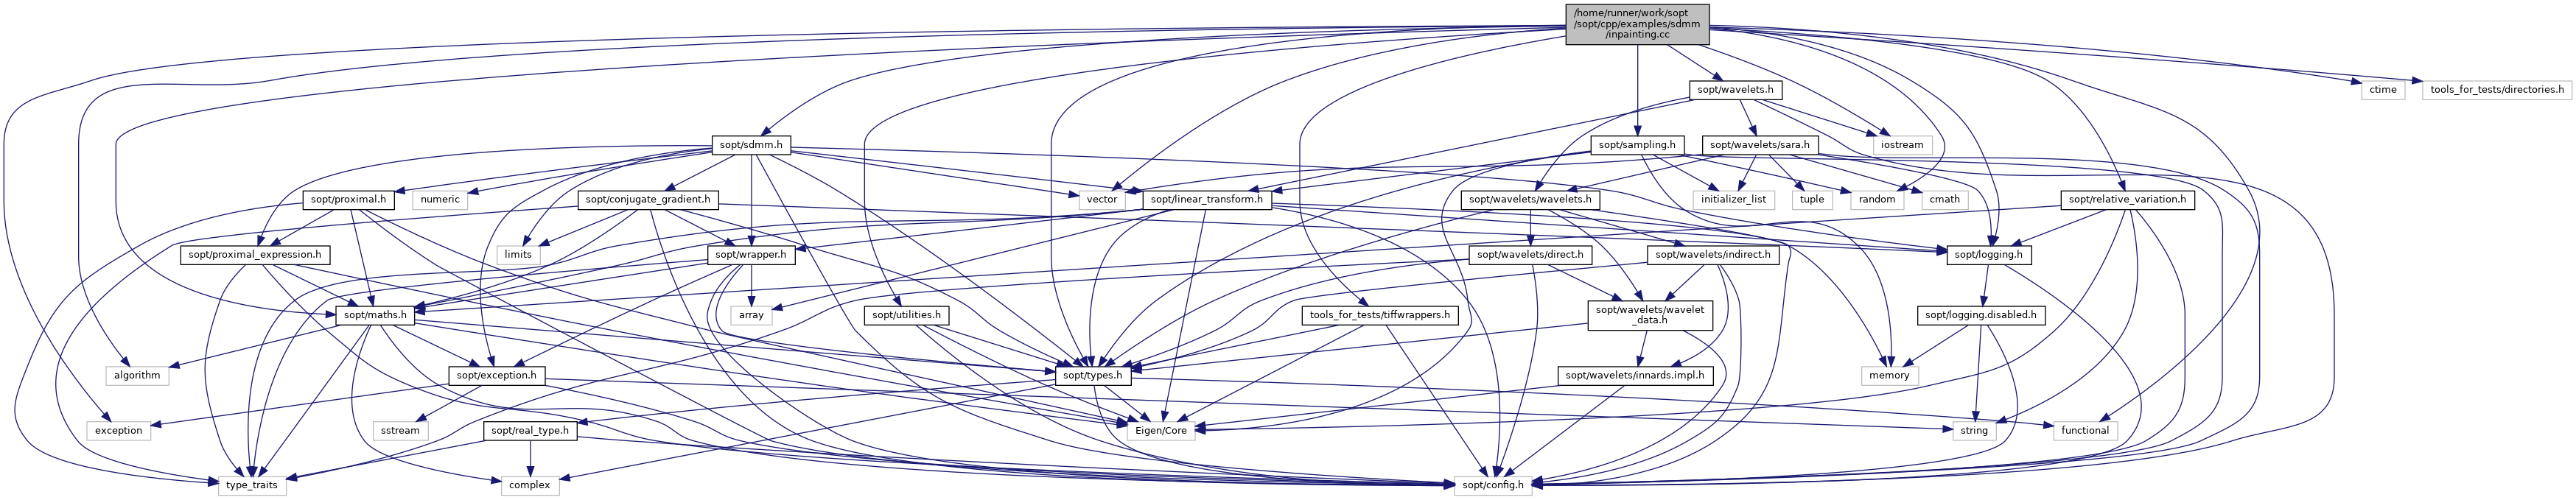 /home/runner/work/sopt
/sopt/cpp/examples/sdmm
/inpainting.cc
sopt/wavelets.h
ctime
tools_for_tests/directories.h
sopt/sdmm.h
sopt/sampling.h
sopt/wavelets/sara.h
iostream
sopt/proximal.h
numeric
sopt/conjugate_gradient.h
vector
sopt/linear_transform.h
sopt/wavelets/wavelets.h
initializer_list
tuple
random
cmath
sopt/relative_variation.h
sopt/proximal_expression.h
limits
sopt/wrapper.h
sopt/wavelets/direct.h
sopt/wavelets/indirect.h
sopt/logging.h
sopt/maths.h
array
sopt/utilities.h
tools_for_tests/tiffwrappers.h
sopt/wavelets/wavelet
_data.h
sopt/logging.disabled.h
algorithm
sopt/exception.h
sopt/types.h
sopt/wavelets/innards.impl.h
memory
exception
sstream
sopt/real_type.h
Eigen/Core
string
functional
type_traits
complex
sopt/config.h